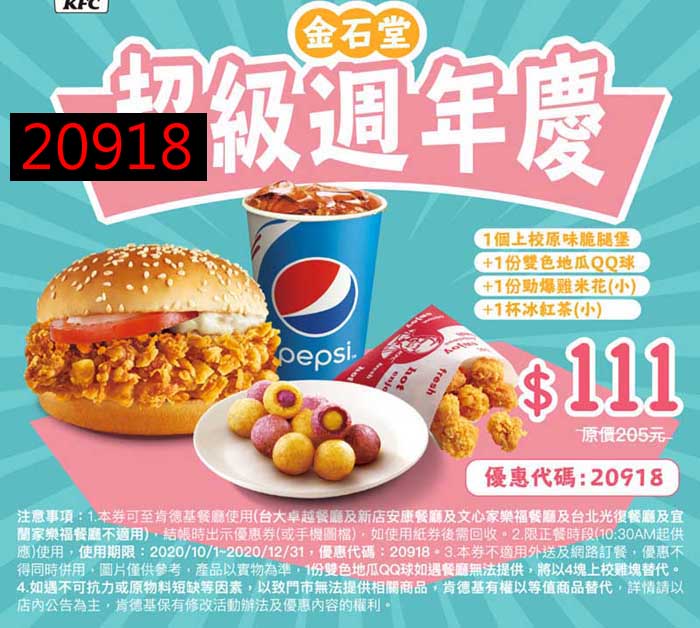 KFC
金石堂
超級週年慶
20918
1個上校原味脆腿堡
+1份雙色地瓜QQ球
+1份勁爆雞米花(小)
+1杯冰紅茶(小)
pepsi
fresh
hot
enjoy
$111
原價205元
優惠代碼:20918
注意事項:1.本券可至肯德基餐廳使用(台大卓越餐廳及新店安康餐廳及文心家樂福餐廳及台北光復餐廳及宜
蘭家樂福餐廳不適用),結帳時出示優惠券(或手機圖檔),如使用紙券後需回收。2.限正餐時段(10:30AM起供
應)使用,使用期限:2020/10/1~2020/12/31,優惠代碼:20918。3.本券不適用外送及網路訂餐,優惠不
得同時併用,圖片僅供參考,產品以實物為準,1份雙色地瓜QQ球如遇餐廳無法提供,將以4塊上校雞塊替代。
4.如遇不可抗力或原物料短缺等因素,以致門市無法提供相關商品,肯德基有權以等值商品替代,詳情請以
店內公告為主,肯德基保有修改活動辦法及優惠內容的權利。